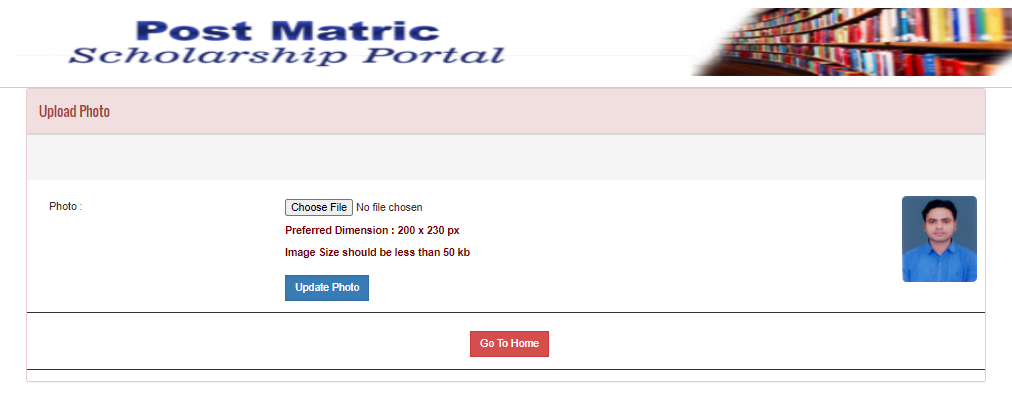 Post Matric
Scholarship Portal
Upload Photo
Photo :
Choose File No file chosen
Preferred Dimension : 200 x 230 px
Image Size should be less than 50 kb
Update Photo
Go To Home